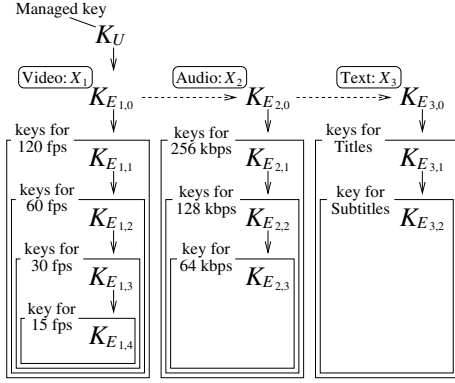 Managed key
K_U
Video: X_1 Audio: X_2 Text: X_3
K_{E_{1,0}} K_{E_{2,0}} K_{E_{3,0}}
keys for keys for keys for
120 fps 256 kbps Titles
K_{E_{1,1}} K_{E_{2,1}} K_{E_{3,1}}
keys for keys for key for
60 fps 128 kbps Subtitles
K_{E_{1,2}} K_{E_{2,2}} K_{E_{3,2}}
keys for key for
30 fps 64 kbps
K_{E_{1,3}} K_{E_{2,3}}
key for
15 fps
K_{E_{1,4}}